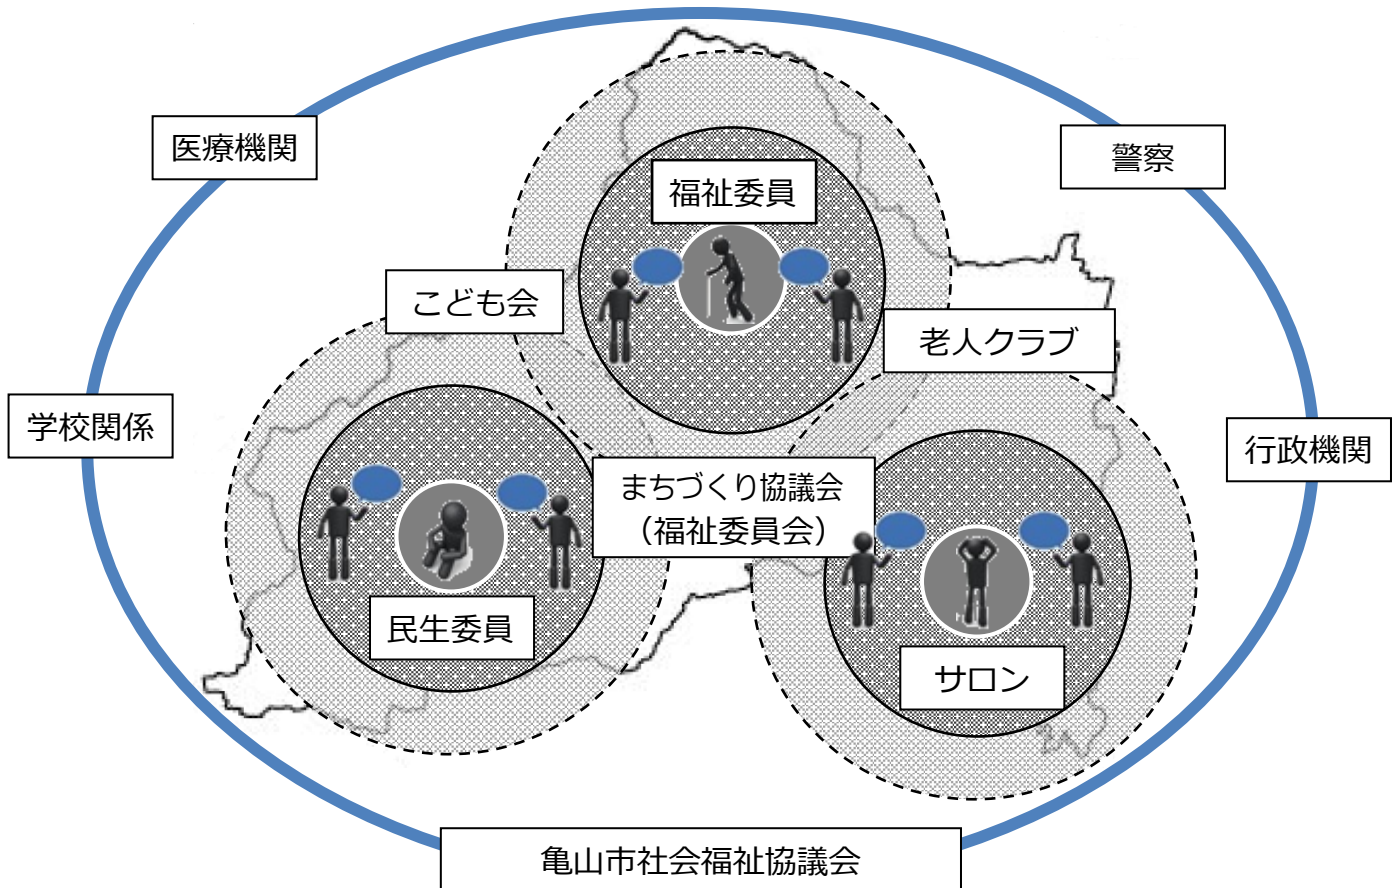 医療機関
警察
福祉委員
こども会
老人クラブ
学校関係
行政機関
まちづくり協議会
（福祉委員会）
民生委員
サロン
亀山市社会福祉協議会